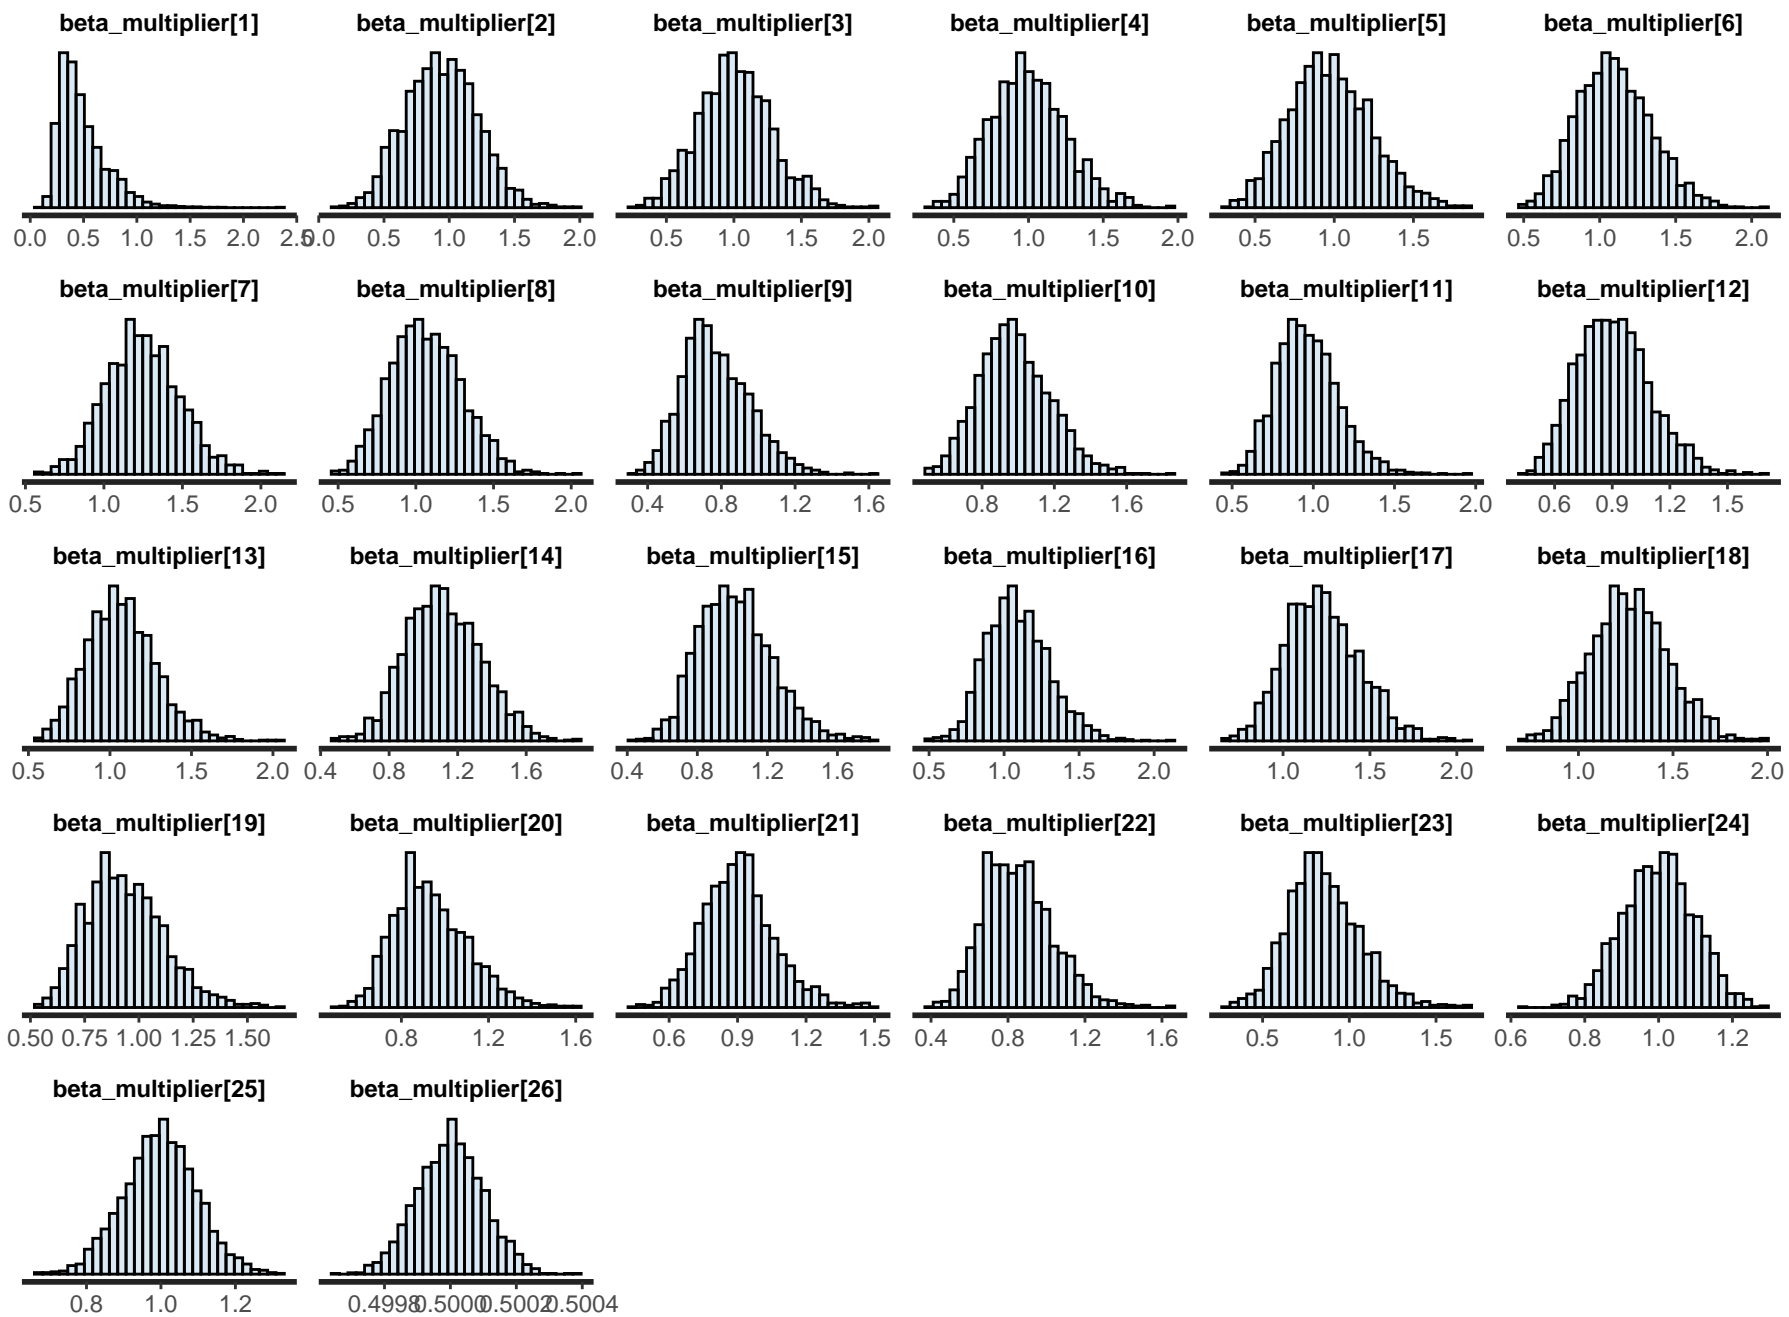 beta_multiplier[1] beta_multiplier[2] beta_multiplier[3] beta_multiplier[4] beta_multiplier[5] beta_multiplier[6]
0.0 0.5 1.0 1.5 2.0 2.5 0.0 0.5 1.0 1.5 2.0 0.5 1.0 1.5 2.0 0.5 1.0 1.5 2.0 0.5 1.0 1.5 0.5 1.0 1.5 2.0
beta_multiplier[7] beta_multiplier[8] beta_multiplier[9] beta_multiplier[10] beta_multiplier[11] beta_multiplier[12]
0.5 1.0 1.5 2.0 0.5 1.0 1.5 2.0 0.4 0.8 1.2 1.6 0.8 1.2 1.6 0.5 1.0 1.5 2.0 0.6 0.9 1.2 1.5
beta_multiplier[13] beta_multiplier[14] beta_multiplier[15] beta_multiplier[16] beta_multiplier[17] beta_multiplier[18]
0.5 1.0 1.5 2.0 0.4 0.8 1.2 1.6 0.4 0.8 1.2 1.6 0.5 1.0 1.5 2.0 1.0 1.5 2.0 1.0 1.5 2.0
beta_multiplier[19] beta_multiplier[20] beta_multiplier[21] beta_multiplier[22] beta_multiplier[23] beta_multiplier[24]
0.50 0.75 1.00 1.25 1.50 0.8 1.2 1.6 0.6 0.9 1.2 1.5 0.4 0.8 1.2 1.6 0.5 1.0 1.5 0.6 0.8 1.0 1.2
beta_multiplier[25] beta_multiplier[26]
0.8 1.0 1.2 0.4998 0.5000 0.5002 0.5004